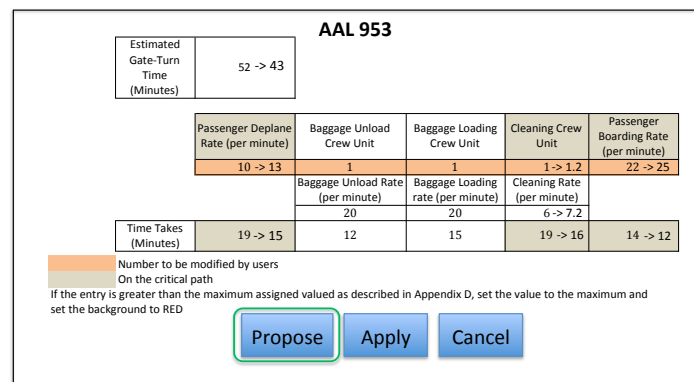 AAL 953
Estimated
Gate-Turn
Time
(Minutes)
52 -> 43
Passenger Deplane
Rate (per minute)
Baggage Unload
Crew Unit
Baggage Loading
Crew Unit
Cleaning Crew
Unit
Passenger
Boarding Rate
(per minute)
10 -> 13
1
1
1 -> 1.2
22 -> 25
Baggage Unload Rate
(per minute)
Baggage Loading
rate (per minute)
Cleaning Rate
(per minute)
20
20
6 -> 7.2
Time Takes
(Minutes)
19 -> 15
12
15
19 -> 16
14 -> 12
Number to be modified by users
On the critical path
If the entry is greater than the maximum assigned valued as described in Appendix D, set the value to the maximum and
set the background to RED
Propose
Apply
Cancel